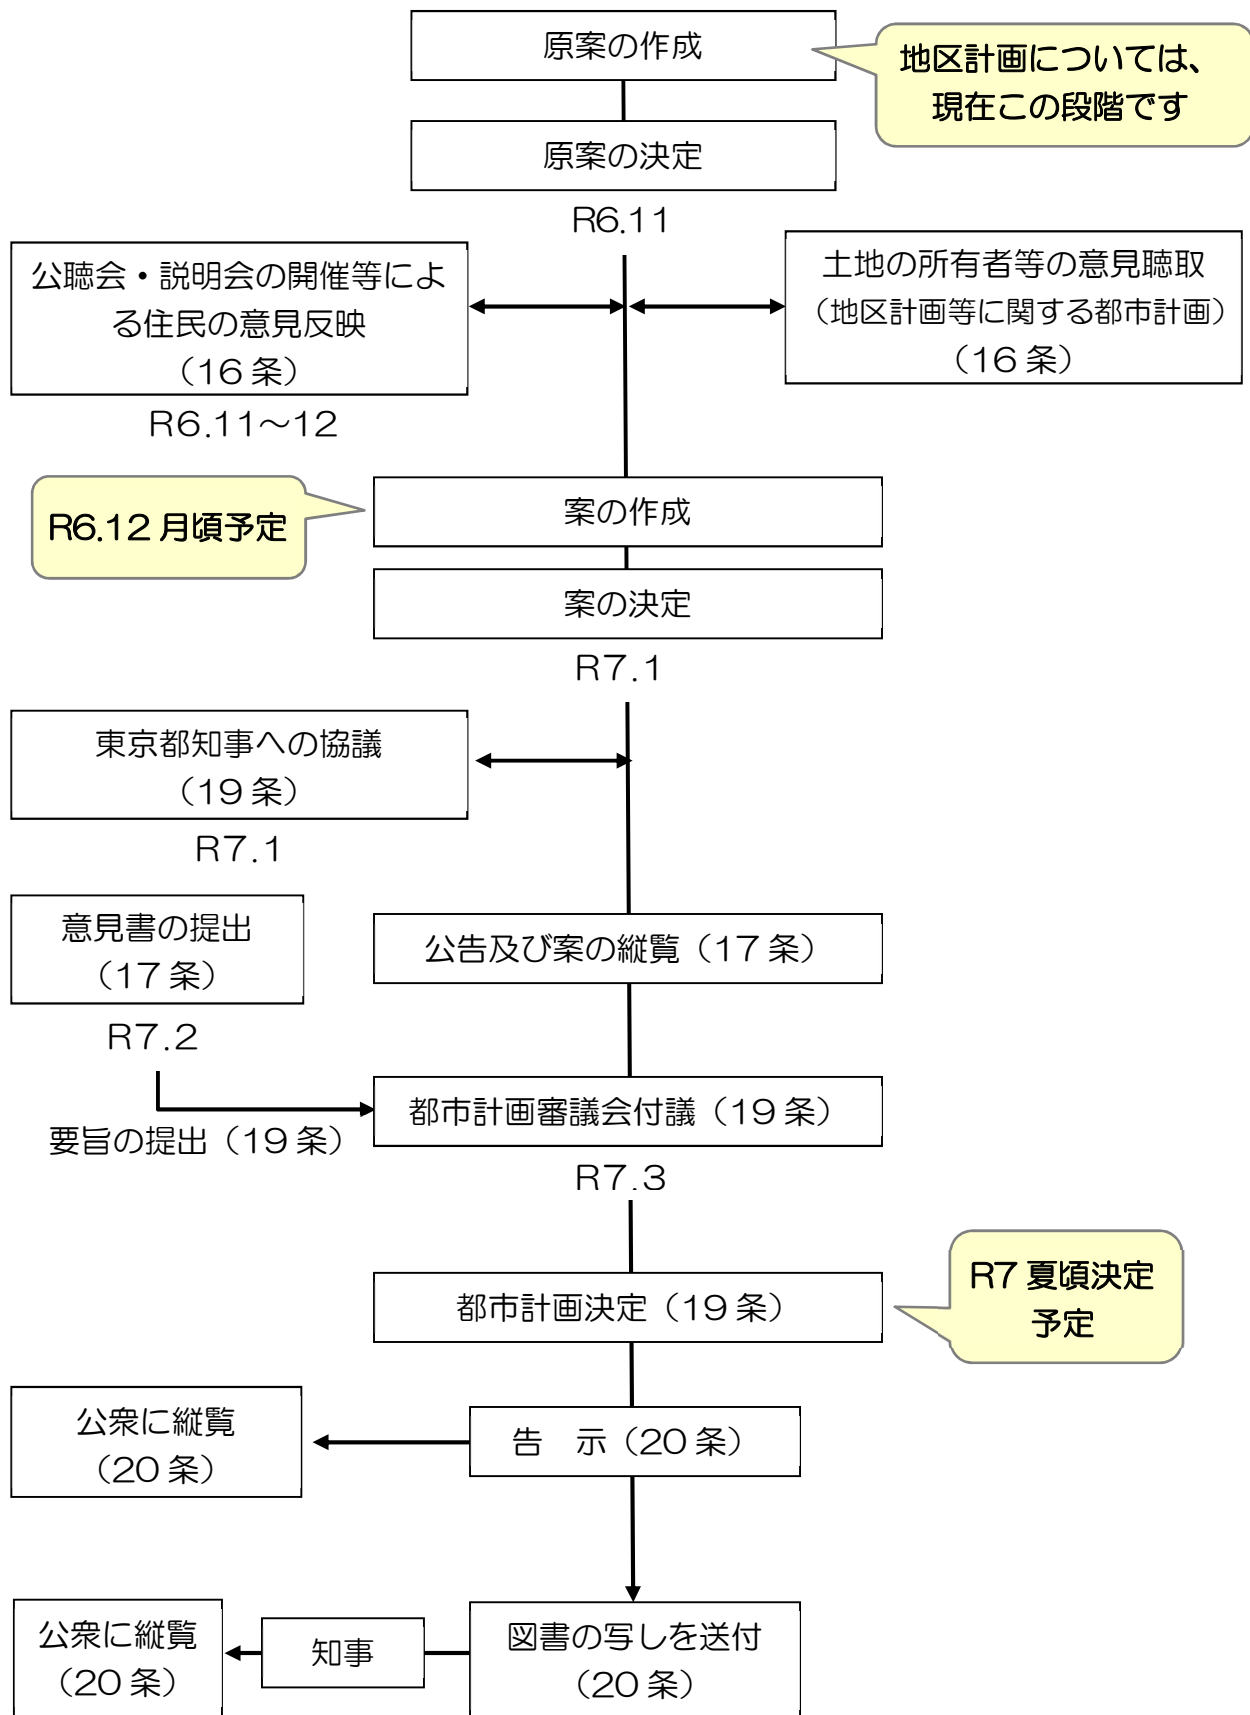 原案の作成
地区計画については、
現在この段階です
原案の決定
R6.11
公聴会・説明会の開催等によ
る住民の意見反映
（16条）
R6.11～12
土地の所有者等の意見聴取
（地区計画等に関する都市計画）
（16条）
R6.12月頃予定
案の作成
案の決定
R7.1
東京都知事への協議
（19条）
R7.1
意見書の提出
（17条）
R7.2
公告及び案の縦覧（17条）
都市計画審議会付議（19条）
要旨の提出（19条）
R7.3
都市計画決定（19条）
R7夏頃決定
予定
告　示（20条）
公衆に縦覧
（20条）
図書の写しを送付
（20条）
知事
公衆に縦覧
（20条）